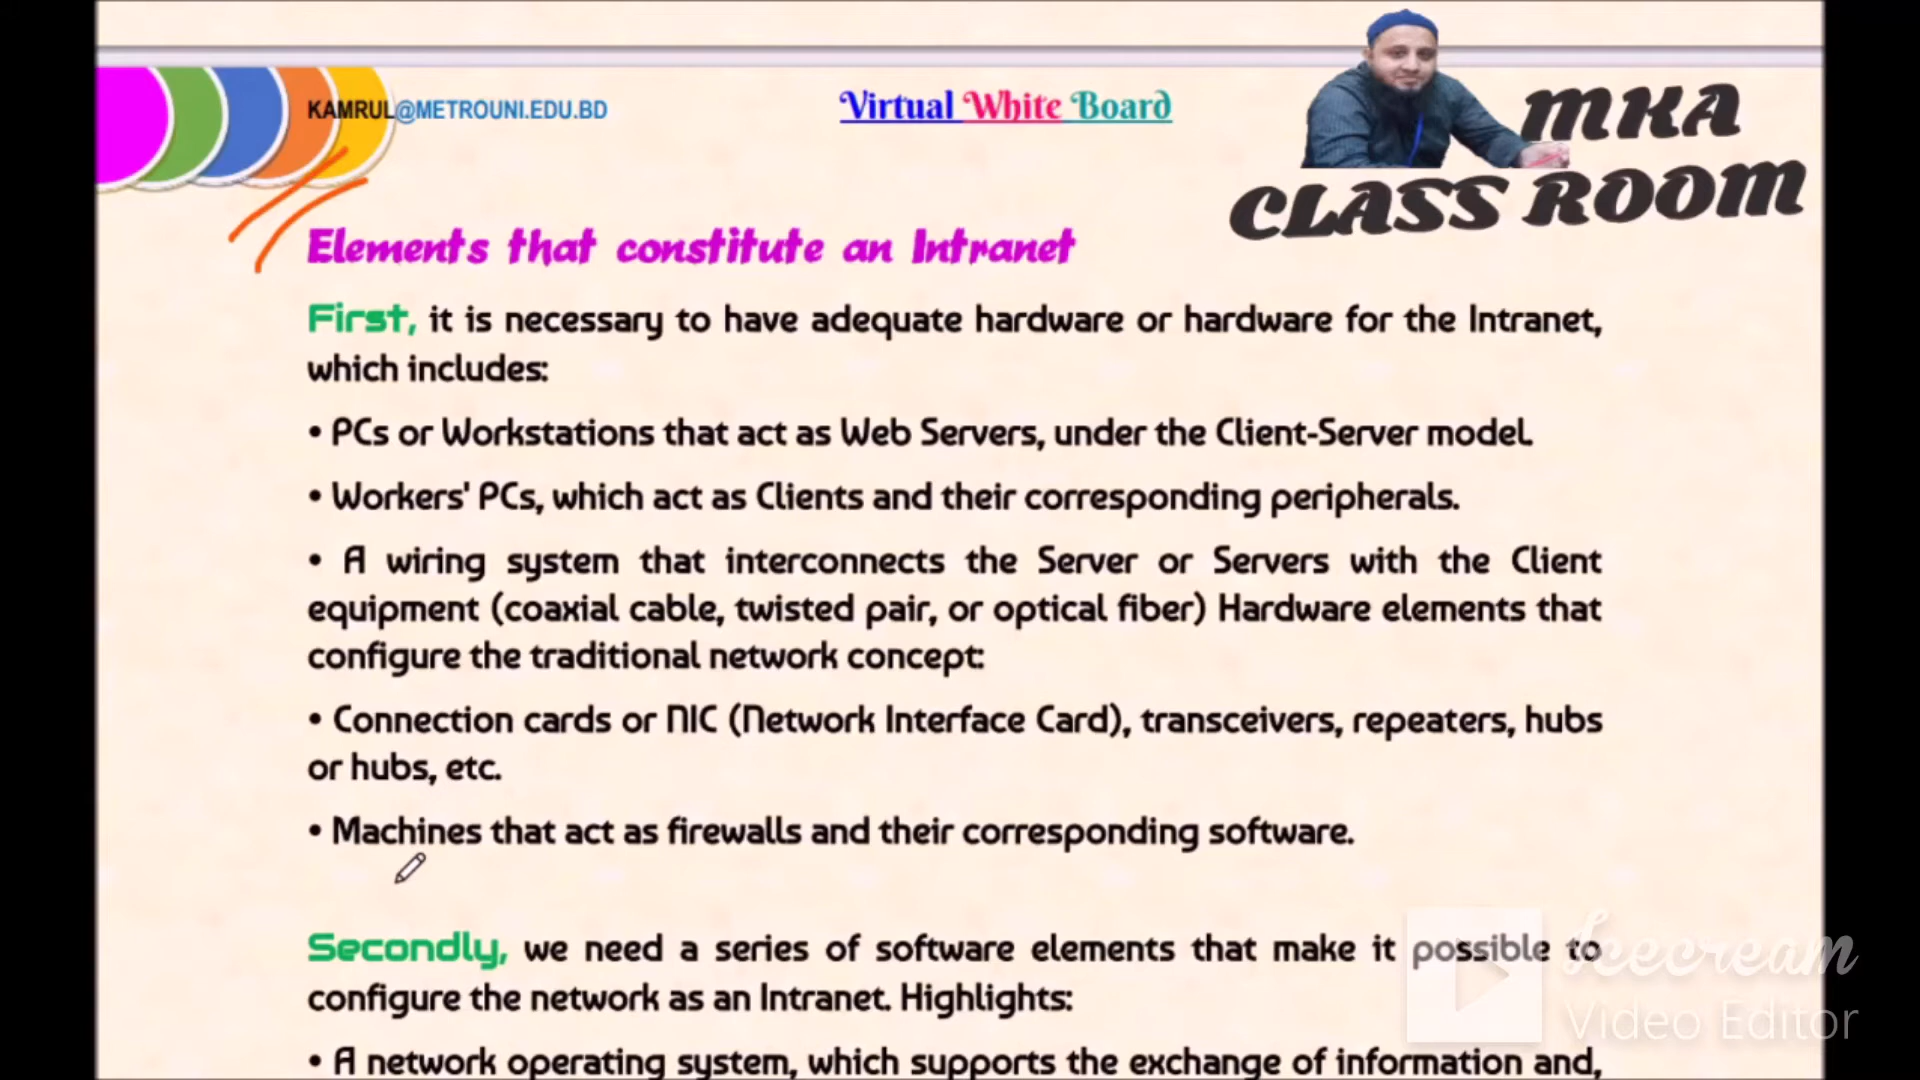 KAMRUL@METROUNI.EDU.BD
Virtual White Board
MKA
CLASS ROOM
Elements that constitute an Intranet
First, it is necessary to have adequate hardware or hardware for the Intranet,
which includes:
• PCs or Workstations that act as Web Servers, under the Client-Server model.
• Workers' PCs, which act as Clients and their corresponding peripherals.
• A wiring system that interconnects the Server or Servers with the Client
equipment (coaxial cable, twisted pair, or optical fiber) Hardware elements that
configure the traditional network concept:
• Connection cards or NIC (Network Interface Card), transceivers, repeaters, hubs
or hubs, etc.
• Machines that act as firewalls and their corresponding software.
Secondly, we need a series of software elements that make it possible to
configure the network as an Intranet. Highlights:
• A network operating system, which supports the exchange of information and,
Icecream
Video Editor